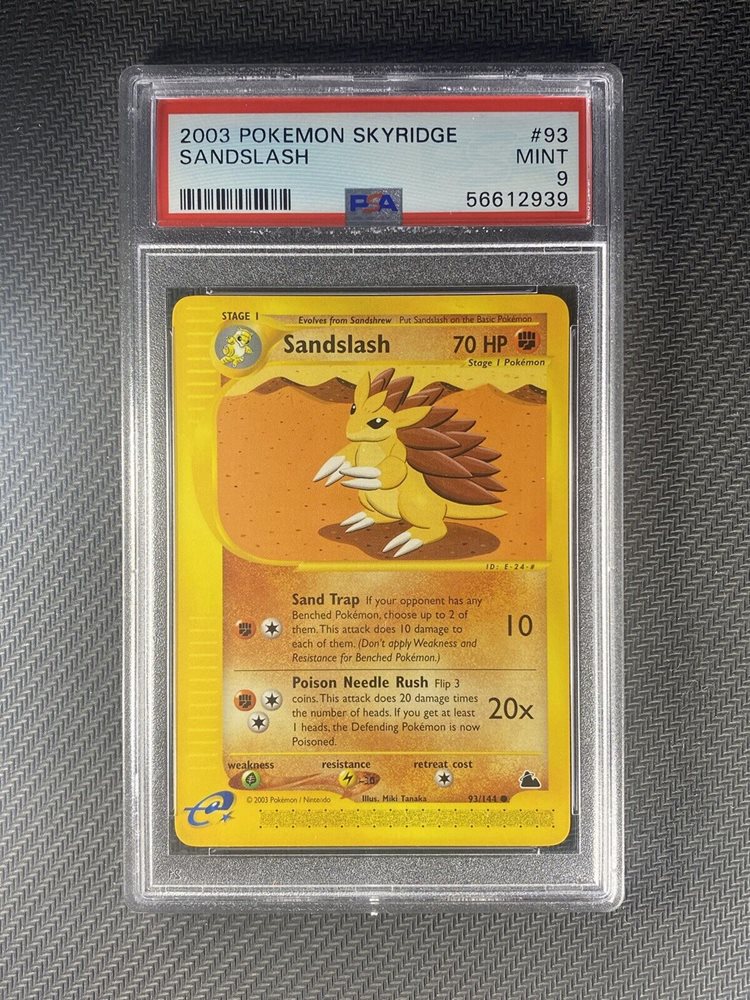 2003 POKEMON SKYRIDGE #93
SANDSLASH MINT
9
56612939
PSA
STAGE 1
Evolves from Sandshrew Put Sandslash on the Basic Pokémon
Sandslash 70 HP
Stage 1 Pokémon
ID: E-24-#
Sand Trap If your opponent has any
Benched Pokémon, choose up to 2 of
them. This attack does 10 damage to
each of them. (Don't apply Weakness and
Resistance for Benched Pokémon.)
10
Poison Needle Rush Flip 3
coins. This attack does 20 damage times
the number of heads. If you get at least
1 heads, the Defending Pokémon is now
Poisoned.
20x
weakness resistance retreat cost
-30
© 2003 Pokémon / Nintendo Illus. Miki Tanaka 93/144
e